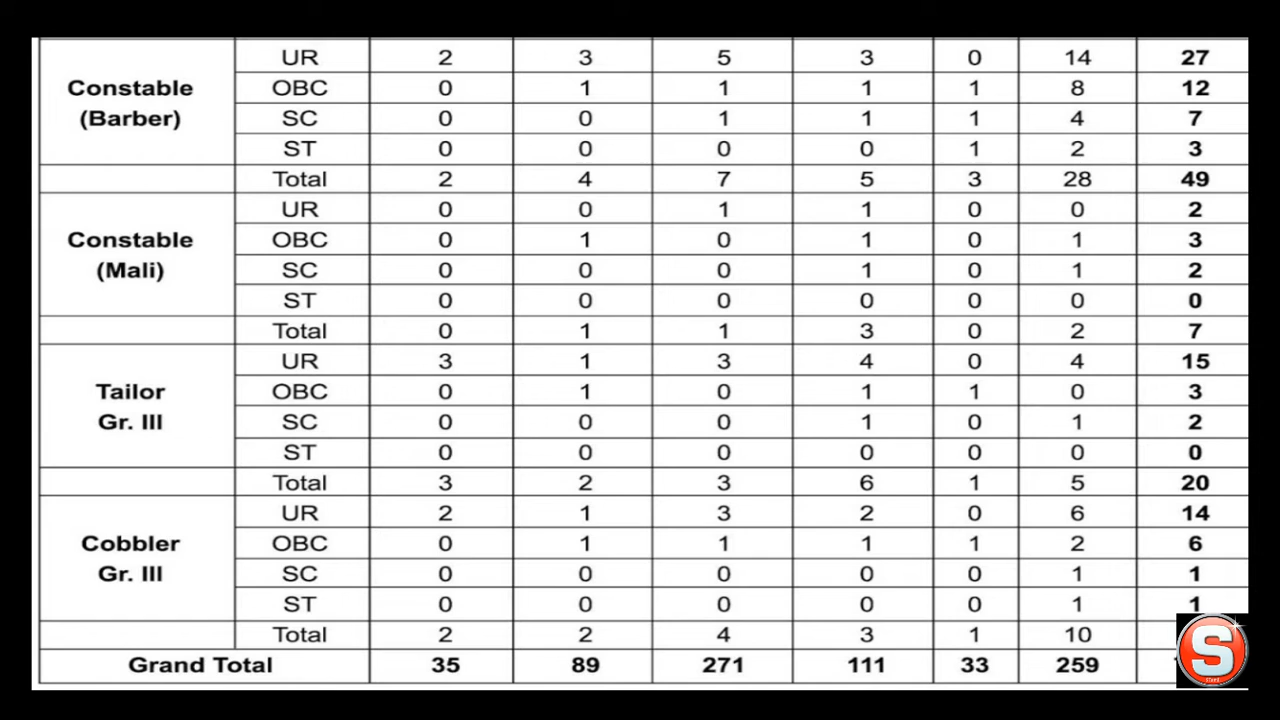 UR 2 3 5 3 0 14 27
Constable OBC 0 1 1 1 1 8 12
(Barber) SC 0 0 1 1 1 4 7
ST 0 0 0 0 1 2 3
Total 2 4 7 5 3 28 49
UR 0 0 1 1 0 0 2
Constable OBC 0 1 0 1 0 1 3
(Mali) SC 0 0 0 1 0 1 2
ST 0 0 0 0 0 0 0
Total 0 1 1 3 0 2 7
UR 3 1 3 4 0 4 15
Tailor OBC 0 1 0 1 1 0 3
Gr. III SC 0 0 0 1 0 1 2
ST 0 0 0 0 0 0 0
Total 3 2 3 6 1 5 20
UR 2 1 3 2 0 6 14
Cobbler OBC 0 1 1 1 1 2 6
Gr. III SC 0 0 0 0 0 1 1
ST 0 0 0 0 0 1 1
Total 2 2 4 3 1 10
Grand Total 35 89 271 111 33 259
S